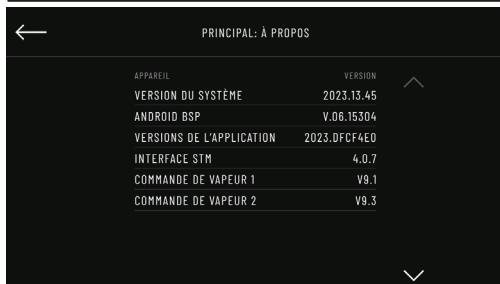 PRINCIPAL: À PROPOS
APPAREIL VERSION
VERSION DU SYSTÈME 2023.13.45
ANDROID BSP V.06.15304
VERSIONS DE L'APPLICATION 2023.DFCF4E0
INTERFACE STM 4.0.7
COMMANDE DE VAPEUR 1 V9.1
COMMANDE DE VAPEUR 2 V9.3